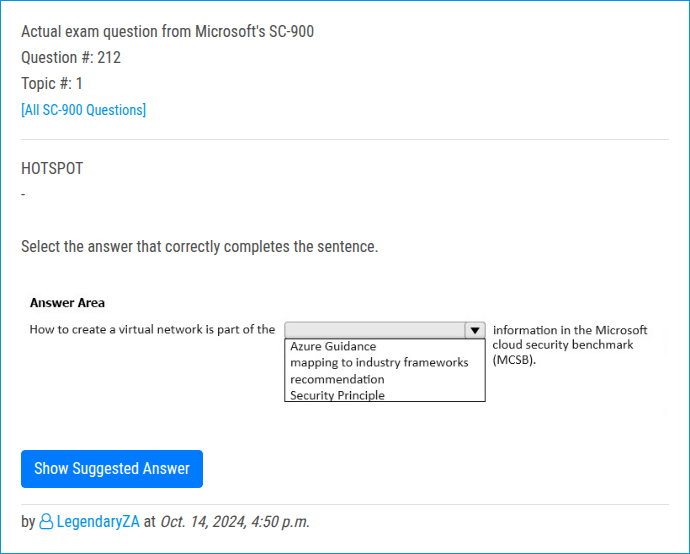 Actual exam question from Microsoft's SC-900
Question #: 212
Topic #: 1
[All SC-900 Questions]
HOTSPOT
-
Select the answer that correctly completes the sentence.
Answer Area
How to create a virtual network is part of the
Azure Guidance
mapping to industry frameworks
recommendation
Security Principle
information in the Microsoft
cloud security benchmark
(MCSB).
Show Suggested Answer
by LegendaryZA at Oct. 14, 2024, 4:50 p.m.